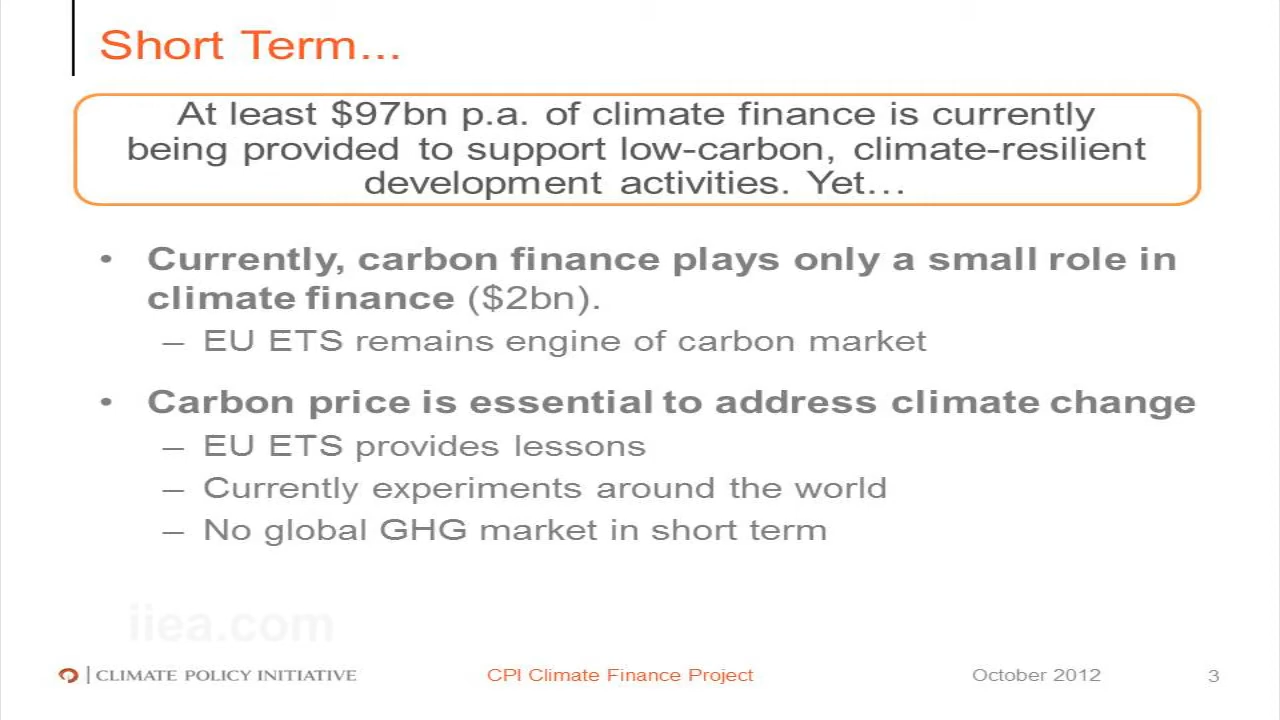 Short Term...
At least $97bn p.a. of climate finance is currently
being provided to support low-carbon, climate-resilient
development activities. Yet…
• Currently, carbon finance plays only a small role in
climate finance ($2bn).
– EU ETS remains engine of carbon market
• Carbon price is essential to address climate change
– EU ETS provides lessons
– Currently experiments around the world
– No global GHG market in short term
iiea.com
CLIMATE POLICY INITIATIVE
CPI Climate Finance Project
October 2012
3